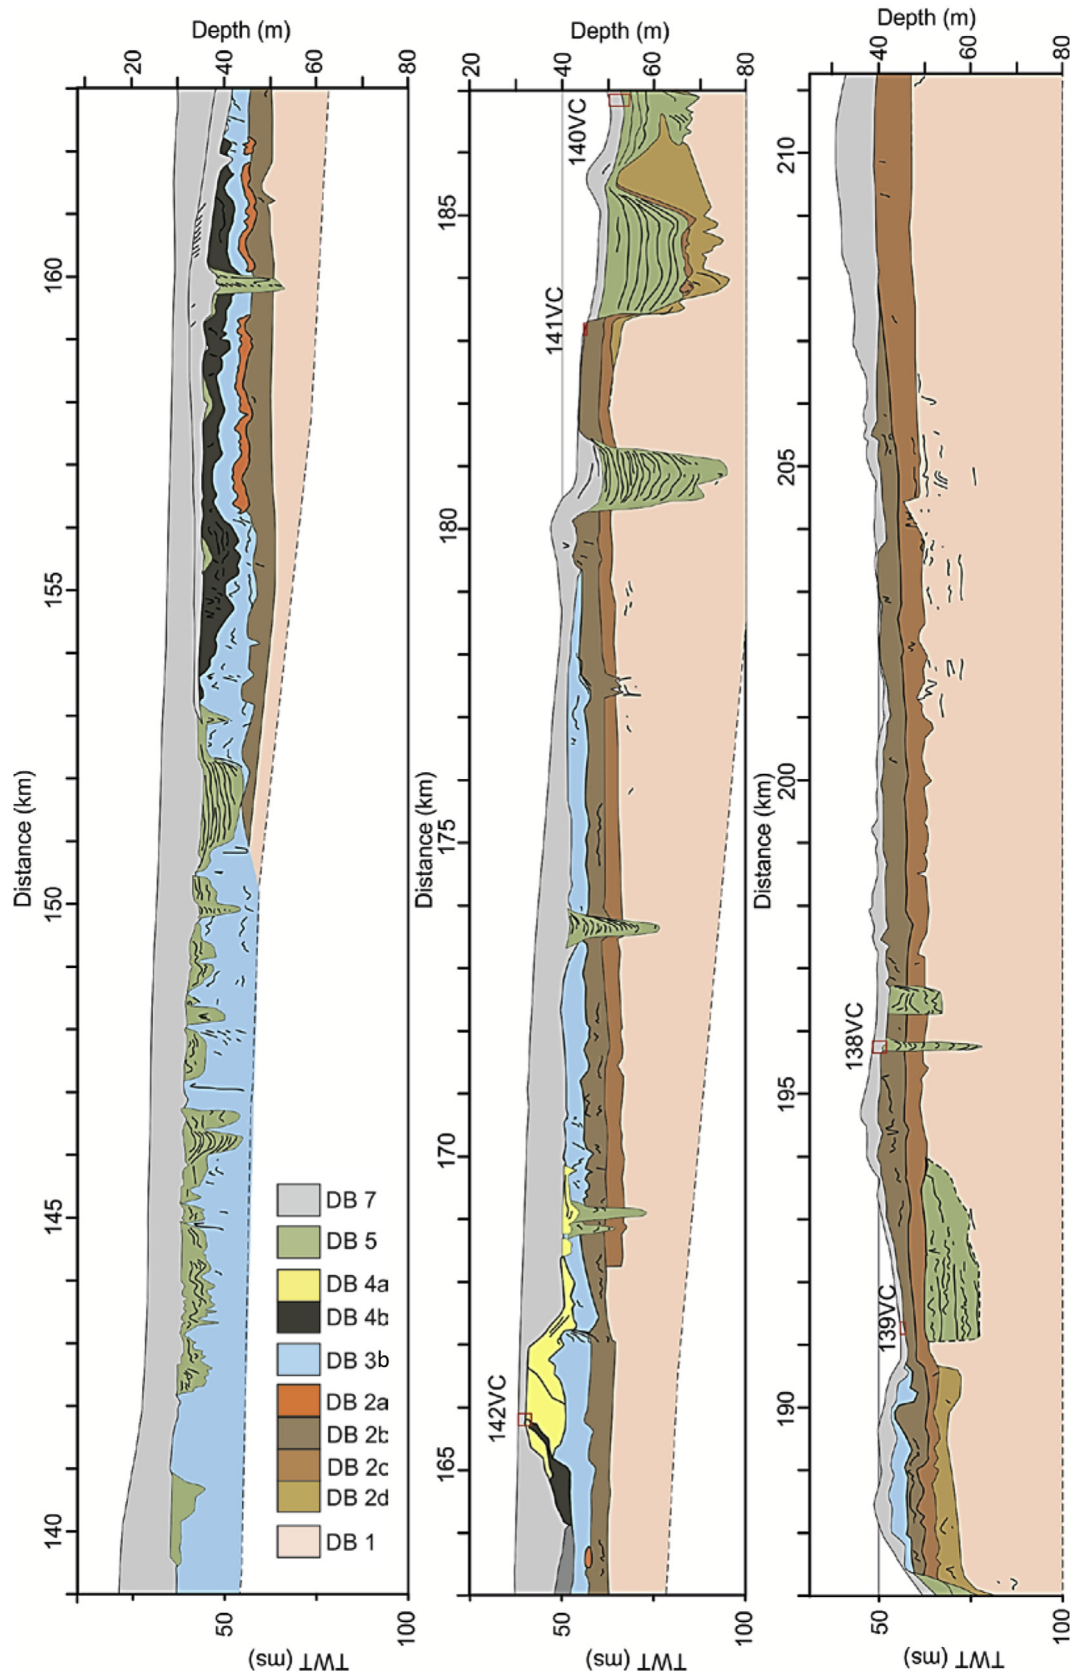 Depth (m)
20
40
60
80
Distance (km)
160
155
150
145
140
50
100
TWT (ms)
DB 7
DB 5
DB 4a
DB 4b
DB 3b
DB 2a
DB 2b
DB 2c
DB 2d
DB 1
Depth (m)
20
40
60
80
Distance (km)
140VC
185
141VC
180
175
170
142VC
165
50
100
TWT (ms)
Depth (m)
40
60
80
Distance (km)
210
205
200
138VC
195
139VC
190
50
100
TWT (ms)